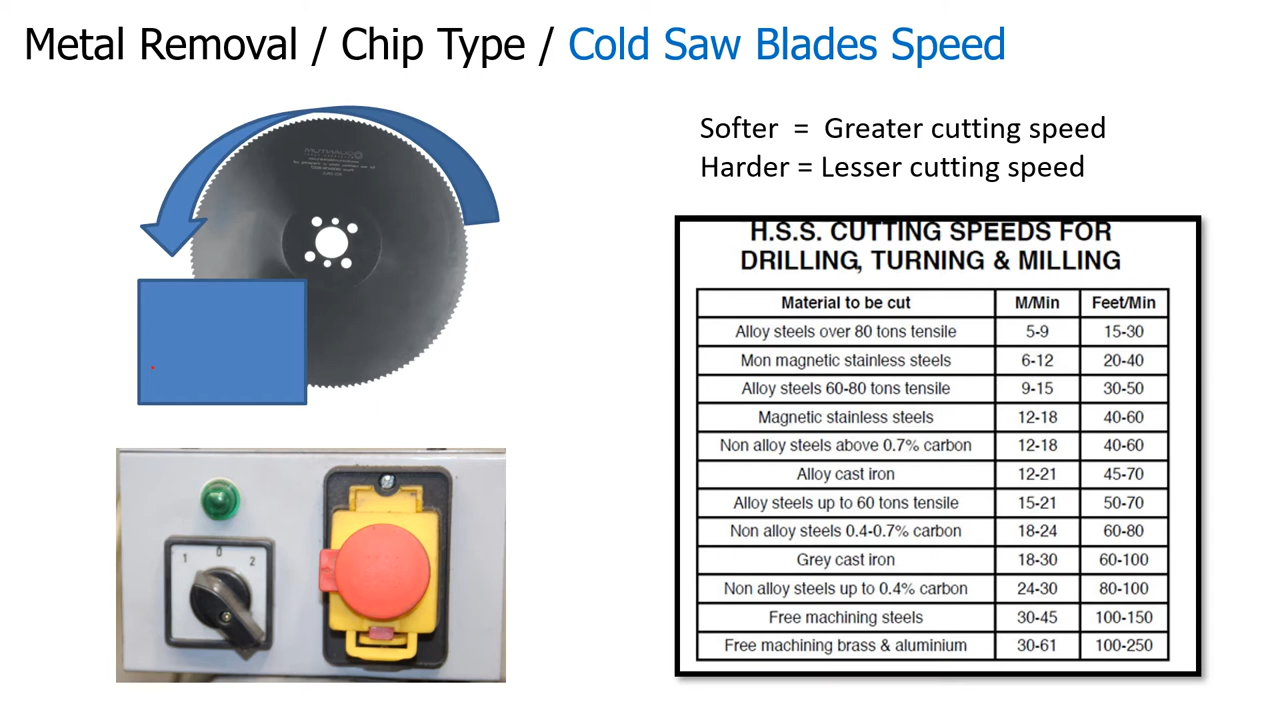 Metal Removal / Chip Type / Cold Saw Blades Speed
Softer = Greater cutting speed
Harder = Lesser cutting speed
H.S.S. CUTTING SPEEDS FOR
DRILLING, TURNING & MILLING
Material to be cut M/Min Feet/Min
Alloy steels over 80 tons tensile 5-9 15-30
Mon magnetic stainless steels 6-12 20-40
Alloy steels 60-80 tons tensile 9-15 30-50
Magnetic stainless steels 12-18 40-60
Non alloy steels above 0.7% carbon 12-18 40-60
Alloy cast iron 12-21 45-70
Alloy steels up to 60 tons tensile 15-21 50-70
Non alloy steels 0.4-0.7% carbon 18-24 60-80
Grey cast iron 18-30 60-100
Non alloy steels up to 0.4% carbon 24-30 80-100
Free machining steels 30-45 100-150
Free machining brass & aluminium 30-61 100-250
1 0 2